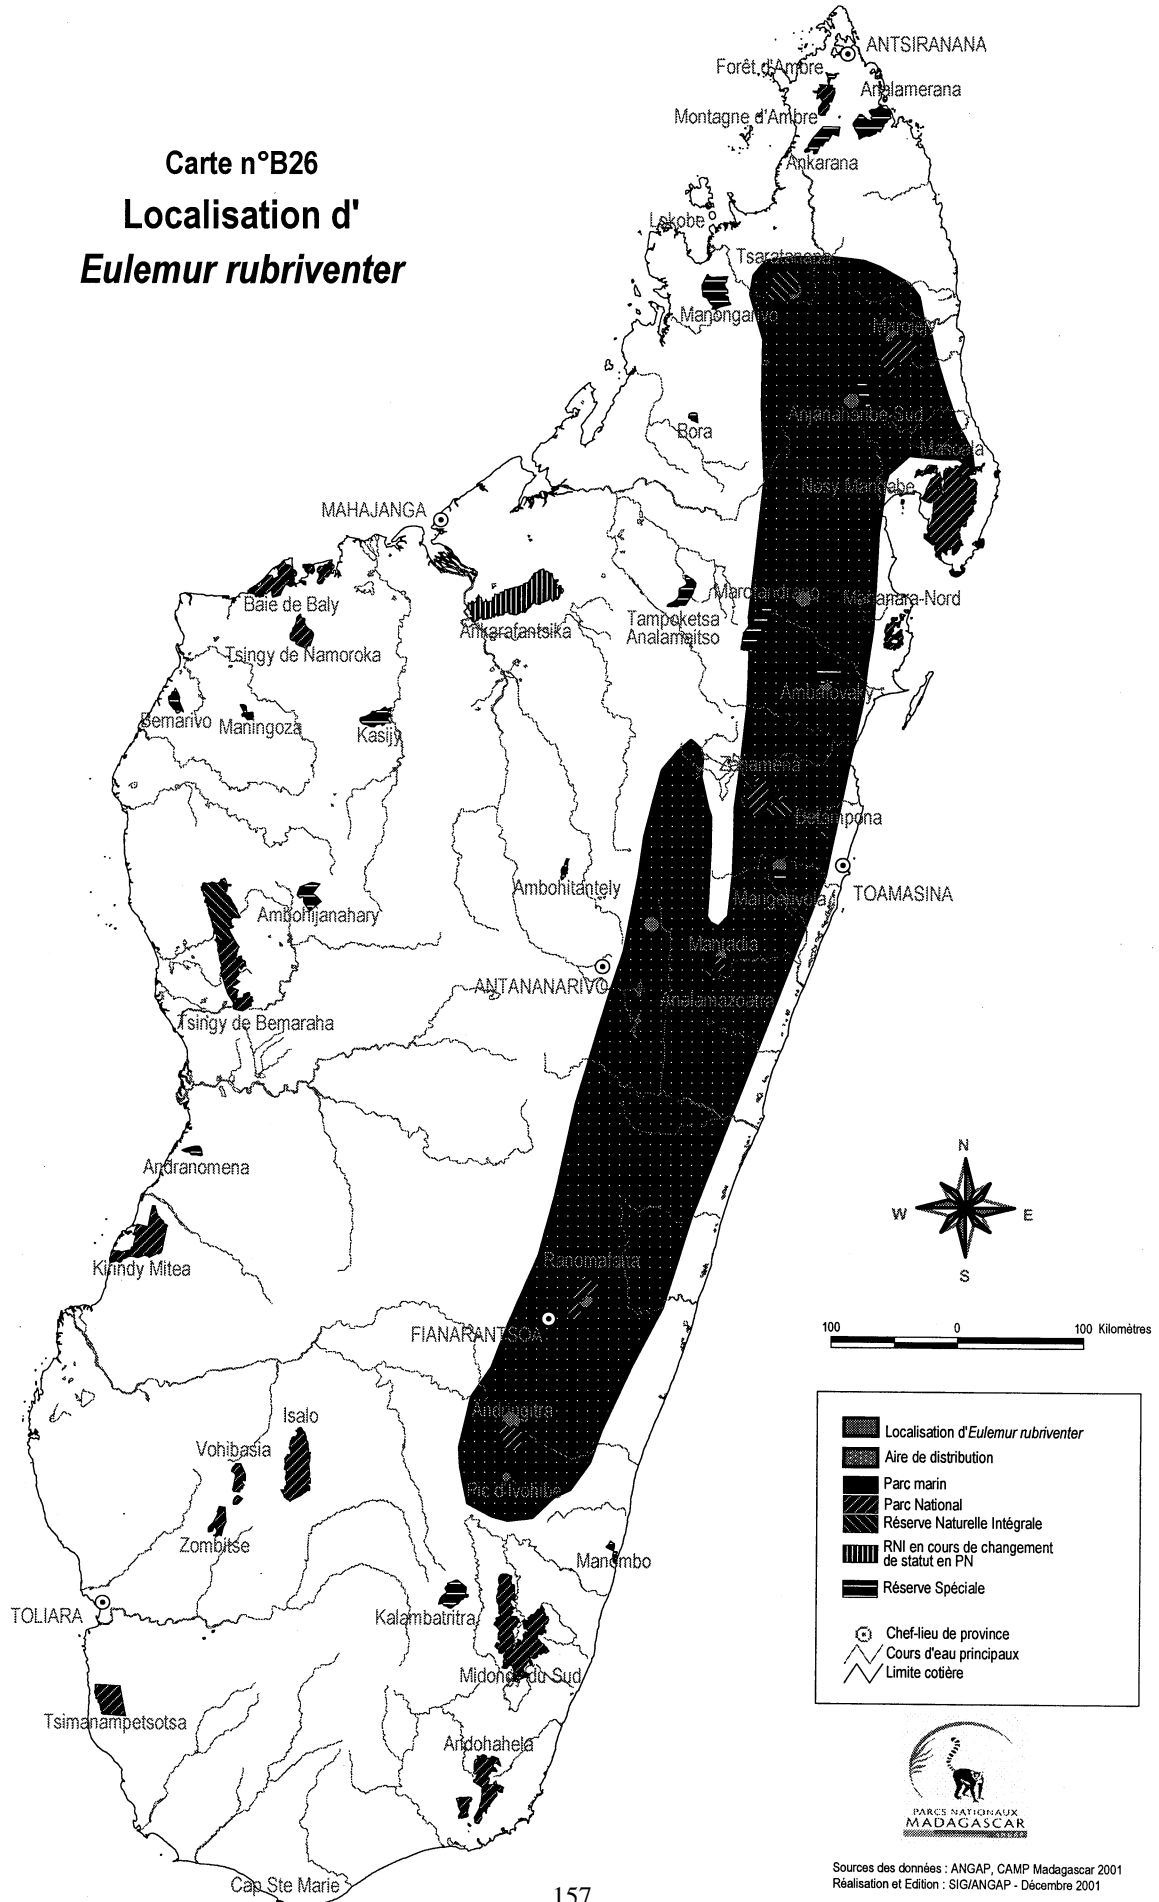 Carte n°B26
Localisation d'
Eulemur rubriventer
ANTSIRANANA
Forêt d'Ambre
Analamerana
Montagne d'Ambre
Ankarana
Lokobe
Tsaratanana
Manongarivo
Marojejy
Anjanaharibe-Sud
Bora
Masoala
Nosy Mangabe
MAHAJANGA
Baie de Baly
Ankarafantsika
Tampoketsa
Analamaitso
Marotandrano
Mananara-Nord
Tsingy de Namoroka
Bemarivo
Maningoza
Kasijy
Ambatovaky
Zahamena
Betampona
Ambohitantely
Mangerivola
TOAMASINA
Ambohijanahary
Mantadia
ANTANANARIVO
Analamazoatra
Tsingy de Bemaraha
Andranomena
N
W
E
S
Kirindy Mitea
Ranomafana
FIANARANTSOA
100 0 100 Kilomètres
Andringitra
Isalo
Vohibasia
Pic d'Ivohibe
Zombitse
Manombo
TOLIARA
Kalambatritra
Midongy du Sud
Tsimanampetsotsa
Andohahela
Cap Ste Marie
Localisation d'Eulemur rubriventer
Aire de distribution
Parc marin
Parc National
Réserve Naturelle Intégrale
RNI en cours de changement
de statut en PN
Réserve Spéciale
Chef-lieu de province
Cours d'eau principaux
Limite cotière
PARCS NATIONAUX
MADAGASCAR
Sources des données : ANGAP, CAMP Madagascar 2001
Réalisation et Edition : SIG/ANGAP - Décembre 2001
157